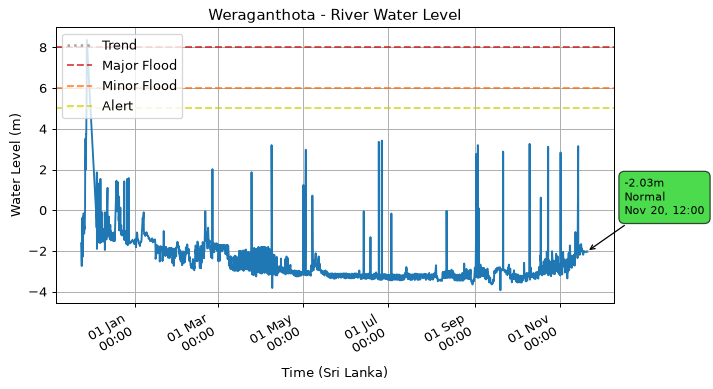 Weraganthota - River Water Level
Trend
Major Flood
Minor Flood
Alert
Water Level (m)
8
6
4
2
0
−2
−4
-2.03m
Normal
Nov 20, 12:00
01 Jan
00:00
01 Mar
00:00
01 May
00:00
01 Jul
00:00
01 Sep
00:00
01 Nov
00:00
Time (Sri Lanka)